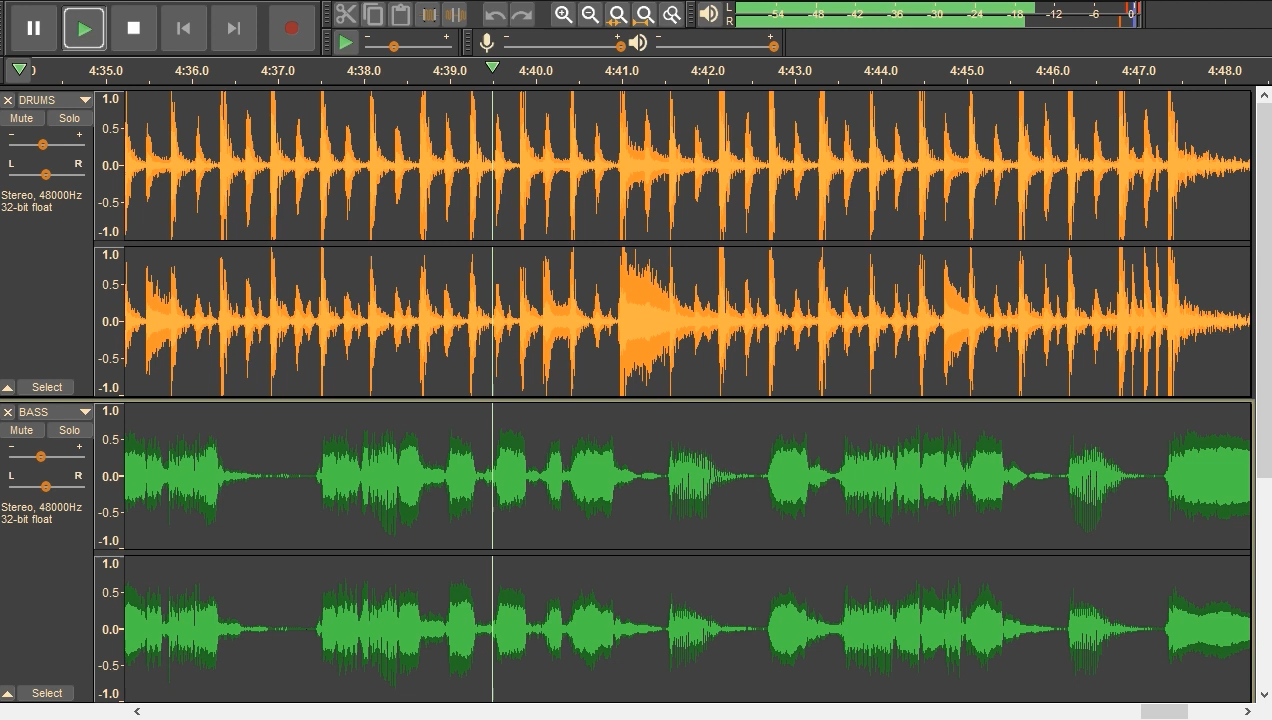 L
R
-54 -48 -42 -36 -30 -24 -18 -12 -6 0
- + - + - +
4:35.0 4:36.0 4:37.0 4:38.0 4:39.0 4:40.0 4:41.0 4:42.0 4:43.0 4:44.0 4:45.0 4:46.0 4:47.0 4:48.0
DRUMS
Mute Solo
- +
L R
Stereo, 48000Hz
32-bit float
Select
1.0
0.5
0.0
-0.5
-1.0
1.0
0.5
0.0
-0.5
-1.0
BASS
Mute Solo
- +
L R
Stereo, 48000Hz
32-bit float
Select
1.0
0.5
0.0
-0.5
-1.0
1.0
0.5
0.0
-0.5
-1.0